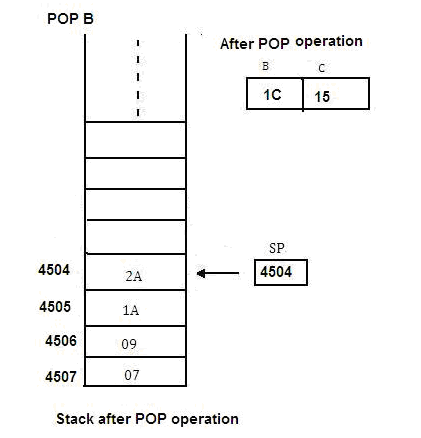 POP B
After POP operation
B C
1C 15
SP
4504 2A 4504
4505 1A
4506 09
4507 07
Stack after POP operation